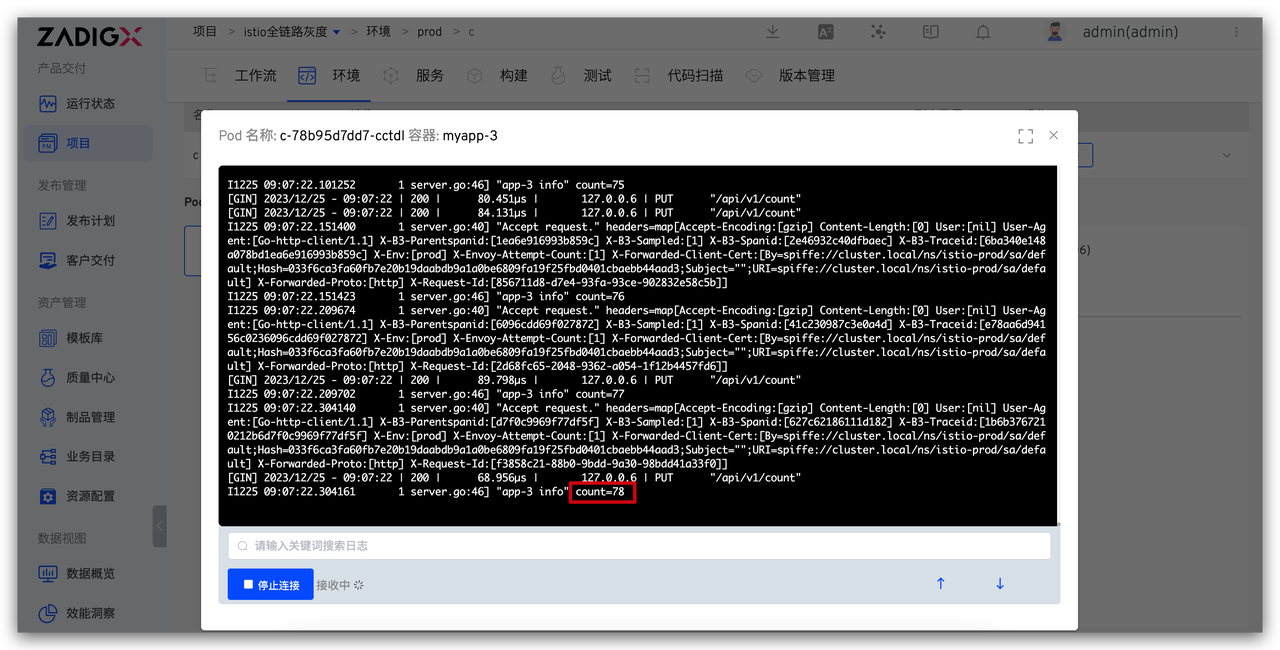 ZADIGX
项目 > istio全链路灰度 > 环境 > prod > c
admin(admin)
产品交付
运行状态
项目
发布管理
发布计划
客户交付
资产管理
模板库
质量中心
制品管理
业务目录
资源配置
数据视图
数据概览
效能洞察
工作流 环境 服务 构建 测试 代码扫描 版本管理
c
Pod 名称: c-78b95d7dd7-cctdl 容器: myapp-3
I1225 09:07:22.101252 1 server.go:46] "app-3 info" count=75
[GIN] 2023/12/25 - 09:07:22 | 200 | 80.451µs | 127.0.0.6 | PUT "/api/v1/count"
[GIN] 2023/12/25 - 09:07:22 | 200 | 84.131µs | 127.0.0.6 | PUT "/api/v1/count"
I1225 09:07:22.151400 1 server.go:40] "Accept request." headers=map[Accept-Encoding:[gzip] Content-Length:[0] User:[nil] User-Ag
ent:[Go-http-client/1.1] X-B3-Parentspanid:[1ea6e916993b859c] X-B3-Sampled:[1] X-B3-Spanid:[2e46932c40dfbaec] X-B3-Traceid:[6ba340e148
a078bd1ea6e916993b859c] X-Env:[prod] X-Envoy-Attempt-Count:[1] X-Forwarded-Client-Cert:[By=spiffe://cluster.local/ns/istio-prod/sa/def
ault;Hash=033f6ca3fa60fb7e20b19daabdb9a1a0be6809fa19f25fbd0401cbaebb44aad3;Subject="";URI=spiffe://cluster.local/ns/istio-prod/sa/defa
ult] X-Forwarded-Proto:[http] X-Request-Id:[856711d8-d7e4-93fa-93ce-902832e58c5b]]
I1225 09:07:22.151423 1 server.go:46] "app-3 info" count=76
I1225 09:07:22.209674 1 server.go:40] "Accept request." headers=map[Accept-Encoding:[gzip] Content-Length:[0] User:[nil] User-Ag
ent:[Go-http-client/1.1] X-B3-Parentspanid:[6096cdd69f027872] X-B3-Sampled:[1] X-B3-Spanid:[41c230987c3e0a4d] X-B3-Traceid:[e78aa6d941
56c0236096cdd69f027872] X-Env:[prod] X-Envoy-Attempt-Count:[1] X-Forwarded-Client-Cert:[By=spiffe://cluster.local/ns/istio-prod/sa/def
ault;Hash=033f6ca3fa60fb7e20b19daabdb9a1a0be6809fa19f25fbd0401cbaebb44aad3;Subject="";URI=spiffe://cluster.local/ns/istio-prod/sa/defa
ult] X-Forwarded-Proto:[http] X-Request-Id:[2d68fc65-2048-9362-a054-1f12b4457fd6]]
[GIN] 2023/12/25 - 09:07:22 | 200 | 89.798µs | 127.0.0.6 | PUT "/api/v1/count"
I1225 09:07:22.209702 1 server.go:46] "app-3 info" count=77
I1225 09:07:22.304140 1 server.go:40] "Accept request." headers=map[Accept-Encoding:[gzip] Content-Length:[0] User:[nil] User-Ag
ent:[Go-http-client/1.1] X-B3-Parentspanid:[d7f0c9969f77df5f] X-B3-Sampled:[1] X-B3-Spanid:[627c62186111d182] X-B3-Traceid:[1b6b376721
0212b6d7f0c9969f77df5f] X-Env:[prod] X-Envoy-Attempt-Count:[1] X-Forwarded-Client-Cert:[By=spiffe://cluster.local/ns/istio-prod/sa/def
ault;Hash=033f6ca3fa60fb7e20b19daabdb9a1a0be6809fa19f25fbd0401cbaebb44aad3;Subject="";URI=spiffe://cluster.local/ns/istio-prod/sa/defa
ult] X-Forwarded-Proto:[http] X-Request-Id:[f3858c21-88b0-9bdd-9a30-98bdd41a33f0]]
[GIN] 2023/12/25 - 09:07:22 | 200 | 68.956µs | 127.0.0.6 | PUT "/api/v1/count"
I1225 09:07:22.304161 1 server.go:46] "app-3 info" count=78
请输入关键词搜索日志
停止连接 接收中